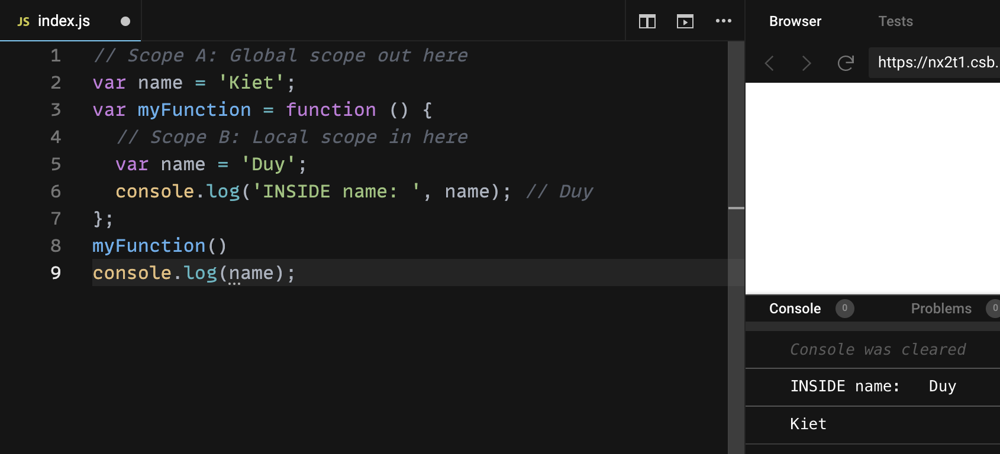 JS index.js
Browser Tests
https://nx2t1.csb.
1 // Scope A: Global scope out here
2 var name = 'Kiet';
3 var myFunction = function () {
4 // Scope B: Local scope in here
5 var name = 'Duy';
6 console.log('INSIDE name: ', name); // Duy
7 };
8 myFunction()
9 console.log(name);
Console 0 Problems 0
Console was cleared
INSIDE name: Duy
Kiet